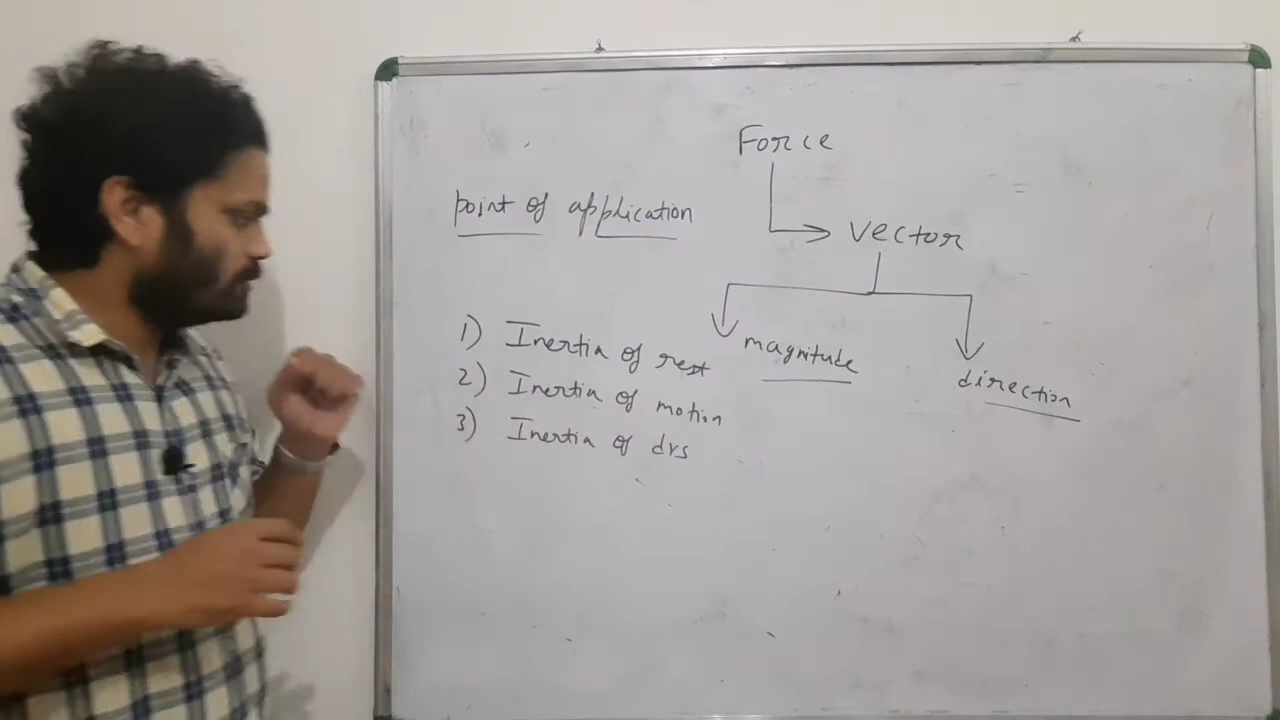 Force
point of application
vector
magnitude
direction
1) Inertia of rest
2) Inertia of motion
3) Inertia of drs